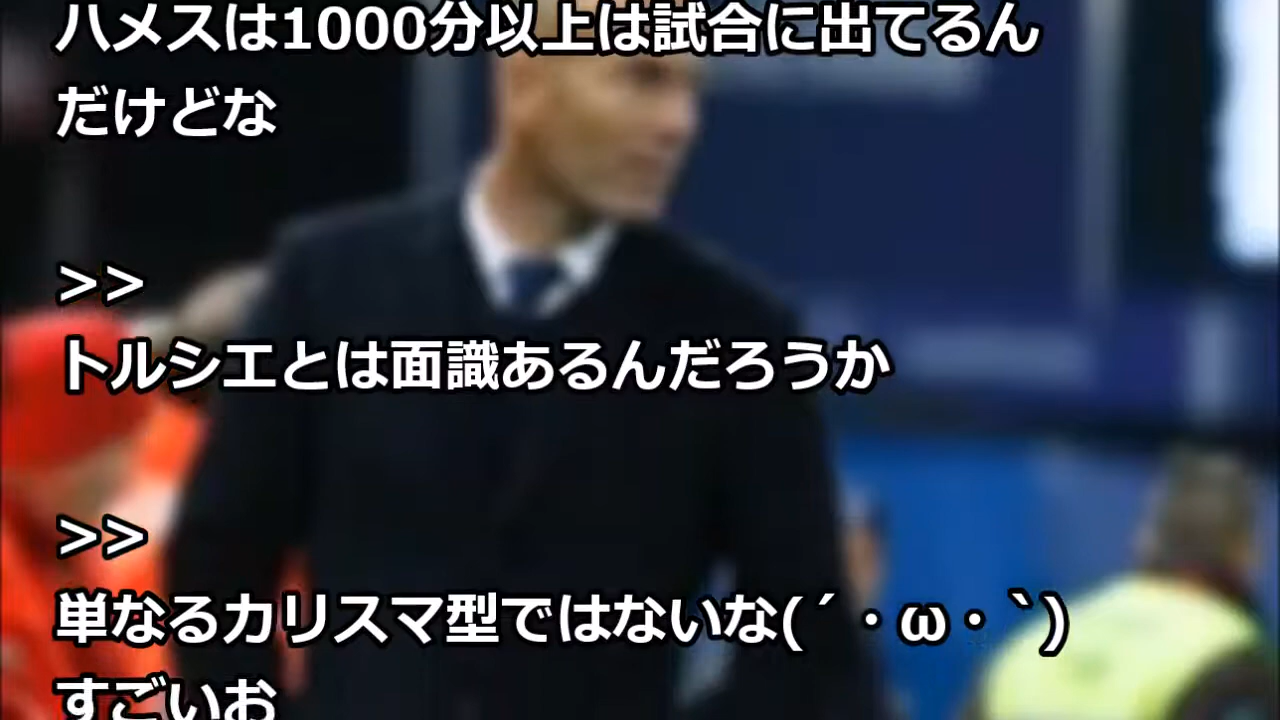 ハメスは1000分以上は試合に出てるん
だけどな
>>
トルシエとは面識あるんだろうか
>>
単なるカリスマ型ではないな(´・ω・`)
すごいお